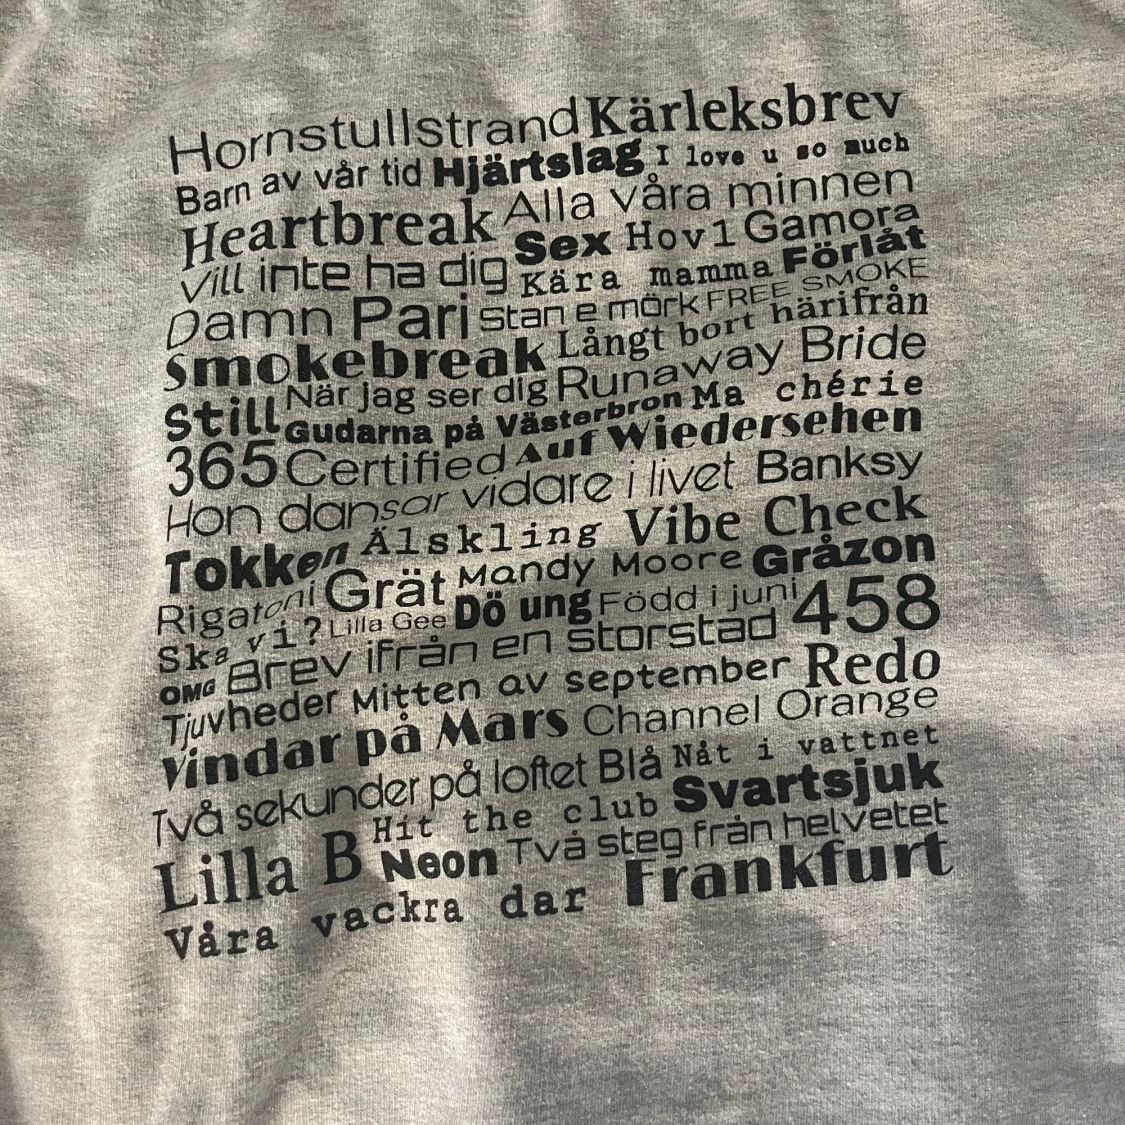 Hornstullstrand Kärleksbrev
Barn av vår tid Hjärtslag I love u so much
Heartbreak Alla våra minnen
Vill inte ha dig Sex Hov1 Gamora
Kära mamma Förlåt
Damn Pari stan e mörk FREE SMOKE
Smokebreak Långt bort härifrån
Still När jag ser dig Runaway Bride
Gudarna på Västerbron Ma chérie
365 Certified Auf Wiedersehen
Hon dansar vidare i livet Banksy
Tokken Älskling Vibe Check
Rigatoni Grät Mandy Moore Gråzon
Ska vi? Lilla Gee Dö ung Född i juni 458
OMG Brev ifrån en storstad
Tjuvheder Mitten av september Redo
Vindar på Mars Channel Orange
Två sekunder på loftet Blå Nåt i vattnet
Lilla B Hit the club Svartsjuk
Neon Två steg från helvetet
Våra vackra dar Frankfurt